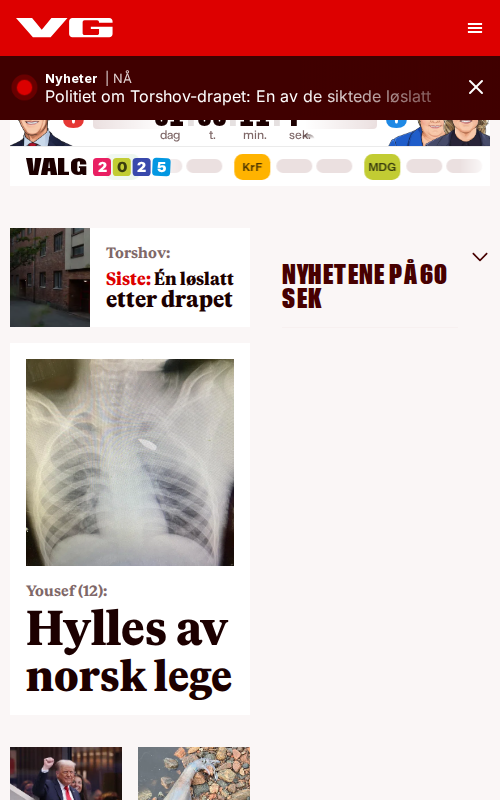 VG
Nyheter | NÅ
Politiet om Torshov-drapet: En av de siktede løslatt
dag t. min. sek.
VALG 2025 KrF MDG
Torshov:
Siste: Én løslatt
etter drapet
NYHETENE PÅ 60
SEK
Yousef (12):
Hylles av
norsk lege